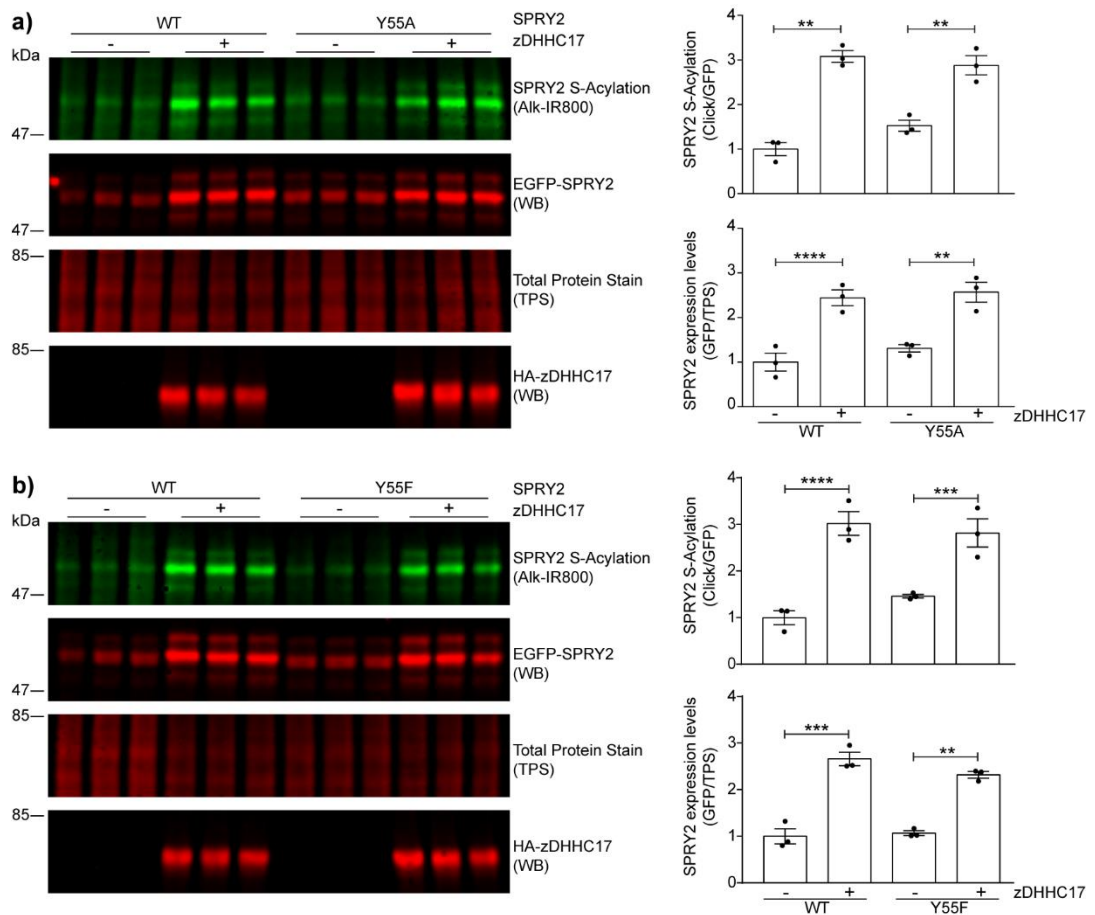 a)
WT Y55A SPRY2
- + - + zDHHC17
kDa
SPRY2 S-Acylation
(Alk-IR800)
47
EGFP-SPRY2
(WB)
47
85
Total Protein Stain
(TPS)
85
HA-zDHHC17
(WB)
SPRY2 S-Acylation
(Click/GFP)
4
3
2
1
0
** **
SPRY2 expression levels
(GFP/TPS)
4
3
2
1
0
**** **
- + - + zDHHC17
WT Y55A
b)
WT Y55F SPRY2
- + - + zDHHC17
kDa
SPRY2 S-Acylation
(Alk-IR800)
47
EGFP-SPRY2
(WB)
47
85
Total Protein Stain
(TPS)
85
HA-zDHHC17
(WB)
SPRY2 S-Acylation
(Click/GFP)
4
3
2
1
0
**** ***
SPRY2 expression levels
(GFP/TPS)
4
3
2
1
0
*** **
- + - + zDHHC17
WT Y55F